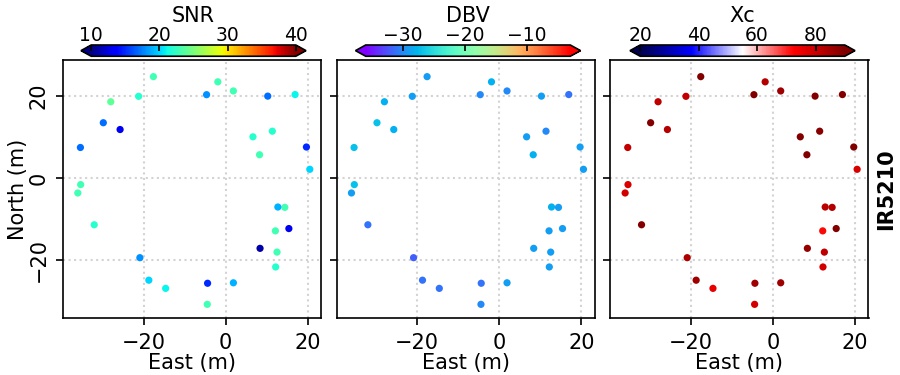 SNR DBV Xc
10 20 30 40 −30 −20 −10 20 40 60 80
20
0
−20
North (m)
IR5210
−20 0 20 −20 0 20 −20 0 20
East (m) East (m) East (m)